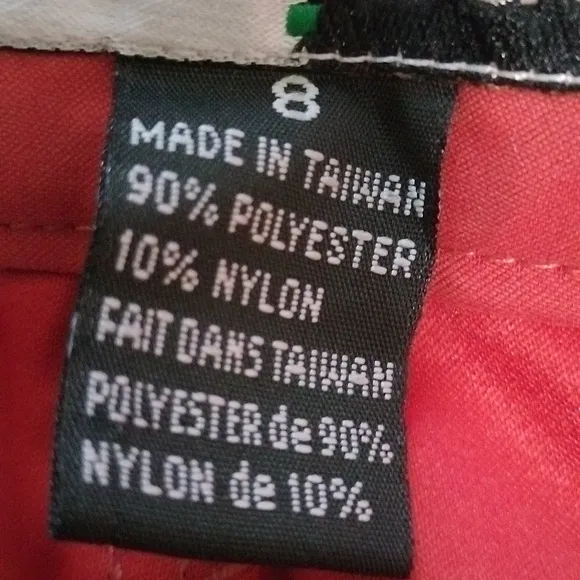 8
MADE IN TAIWAN
90% POLYESTER
10% NYLON
FAIT DANS TAIWAN
POLYESTER de 90%
NYLON de 10%